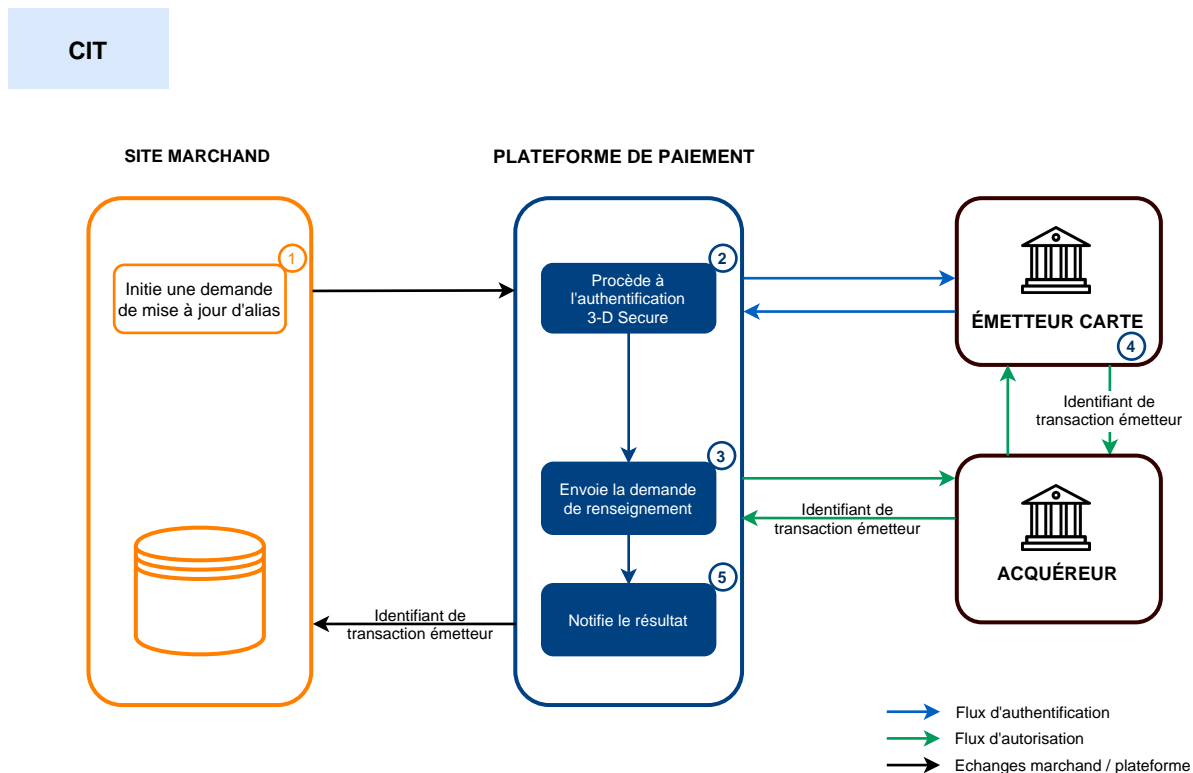 CIT
SITE MARCHAND
PLATEFORME DE PAIEMENT
1
Initie une demande
de mise à jour d'alias
2
Procède à
l'authentification
3-D Secure
ÉMETTEUR CARTE
4
Identifiant de
transaction émetteur
3
Envoie la demande
de renseignement
Identifiant de
transaction émetteur
ACQUÉREUR
5
Notifie le résultat
Identifiant de
transaction émetteur
Flux d'authentification
Flux d'autorisation
Echanges marchand / plateforme